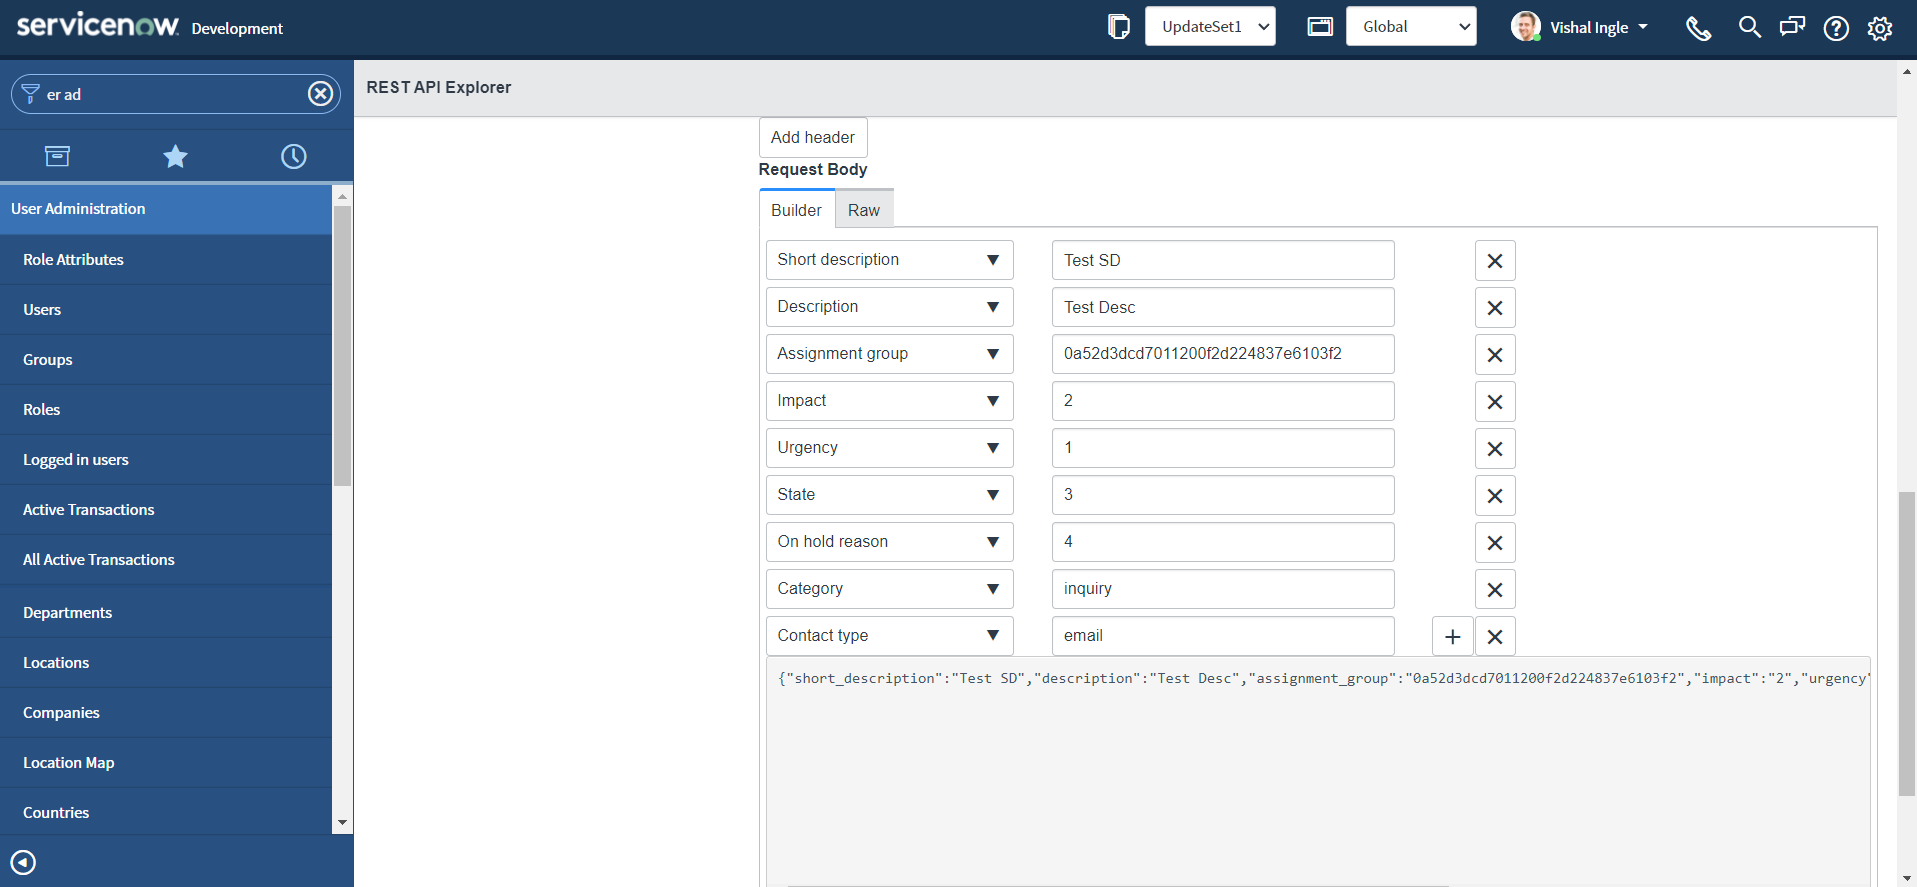 servicenow. Development
UpdateSet1
Global
Vishal Ingle
er ad
REST API Explorer
User Administration
Role Attributes
Users
Groups
Roles
Logged in users
Active Transactions
All Active Transactions
Departments
Locations
Companies
Location Map
Countries
Add header
Request Body
Builder Raw
Short description Test SD
Description Test Desc
Assignment group 0a52d3dcd7011200f2d224837e6103f2
Impact 2
Urgency 1
State 3
On hold reason 4
Category inquiry
Contact type email
{"short_description":"Test SD","description":"Test Desc","assignment_group":"0a52d3dcd7011200f2d224837e6103f2","impact":"2","urgency"